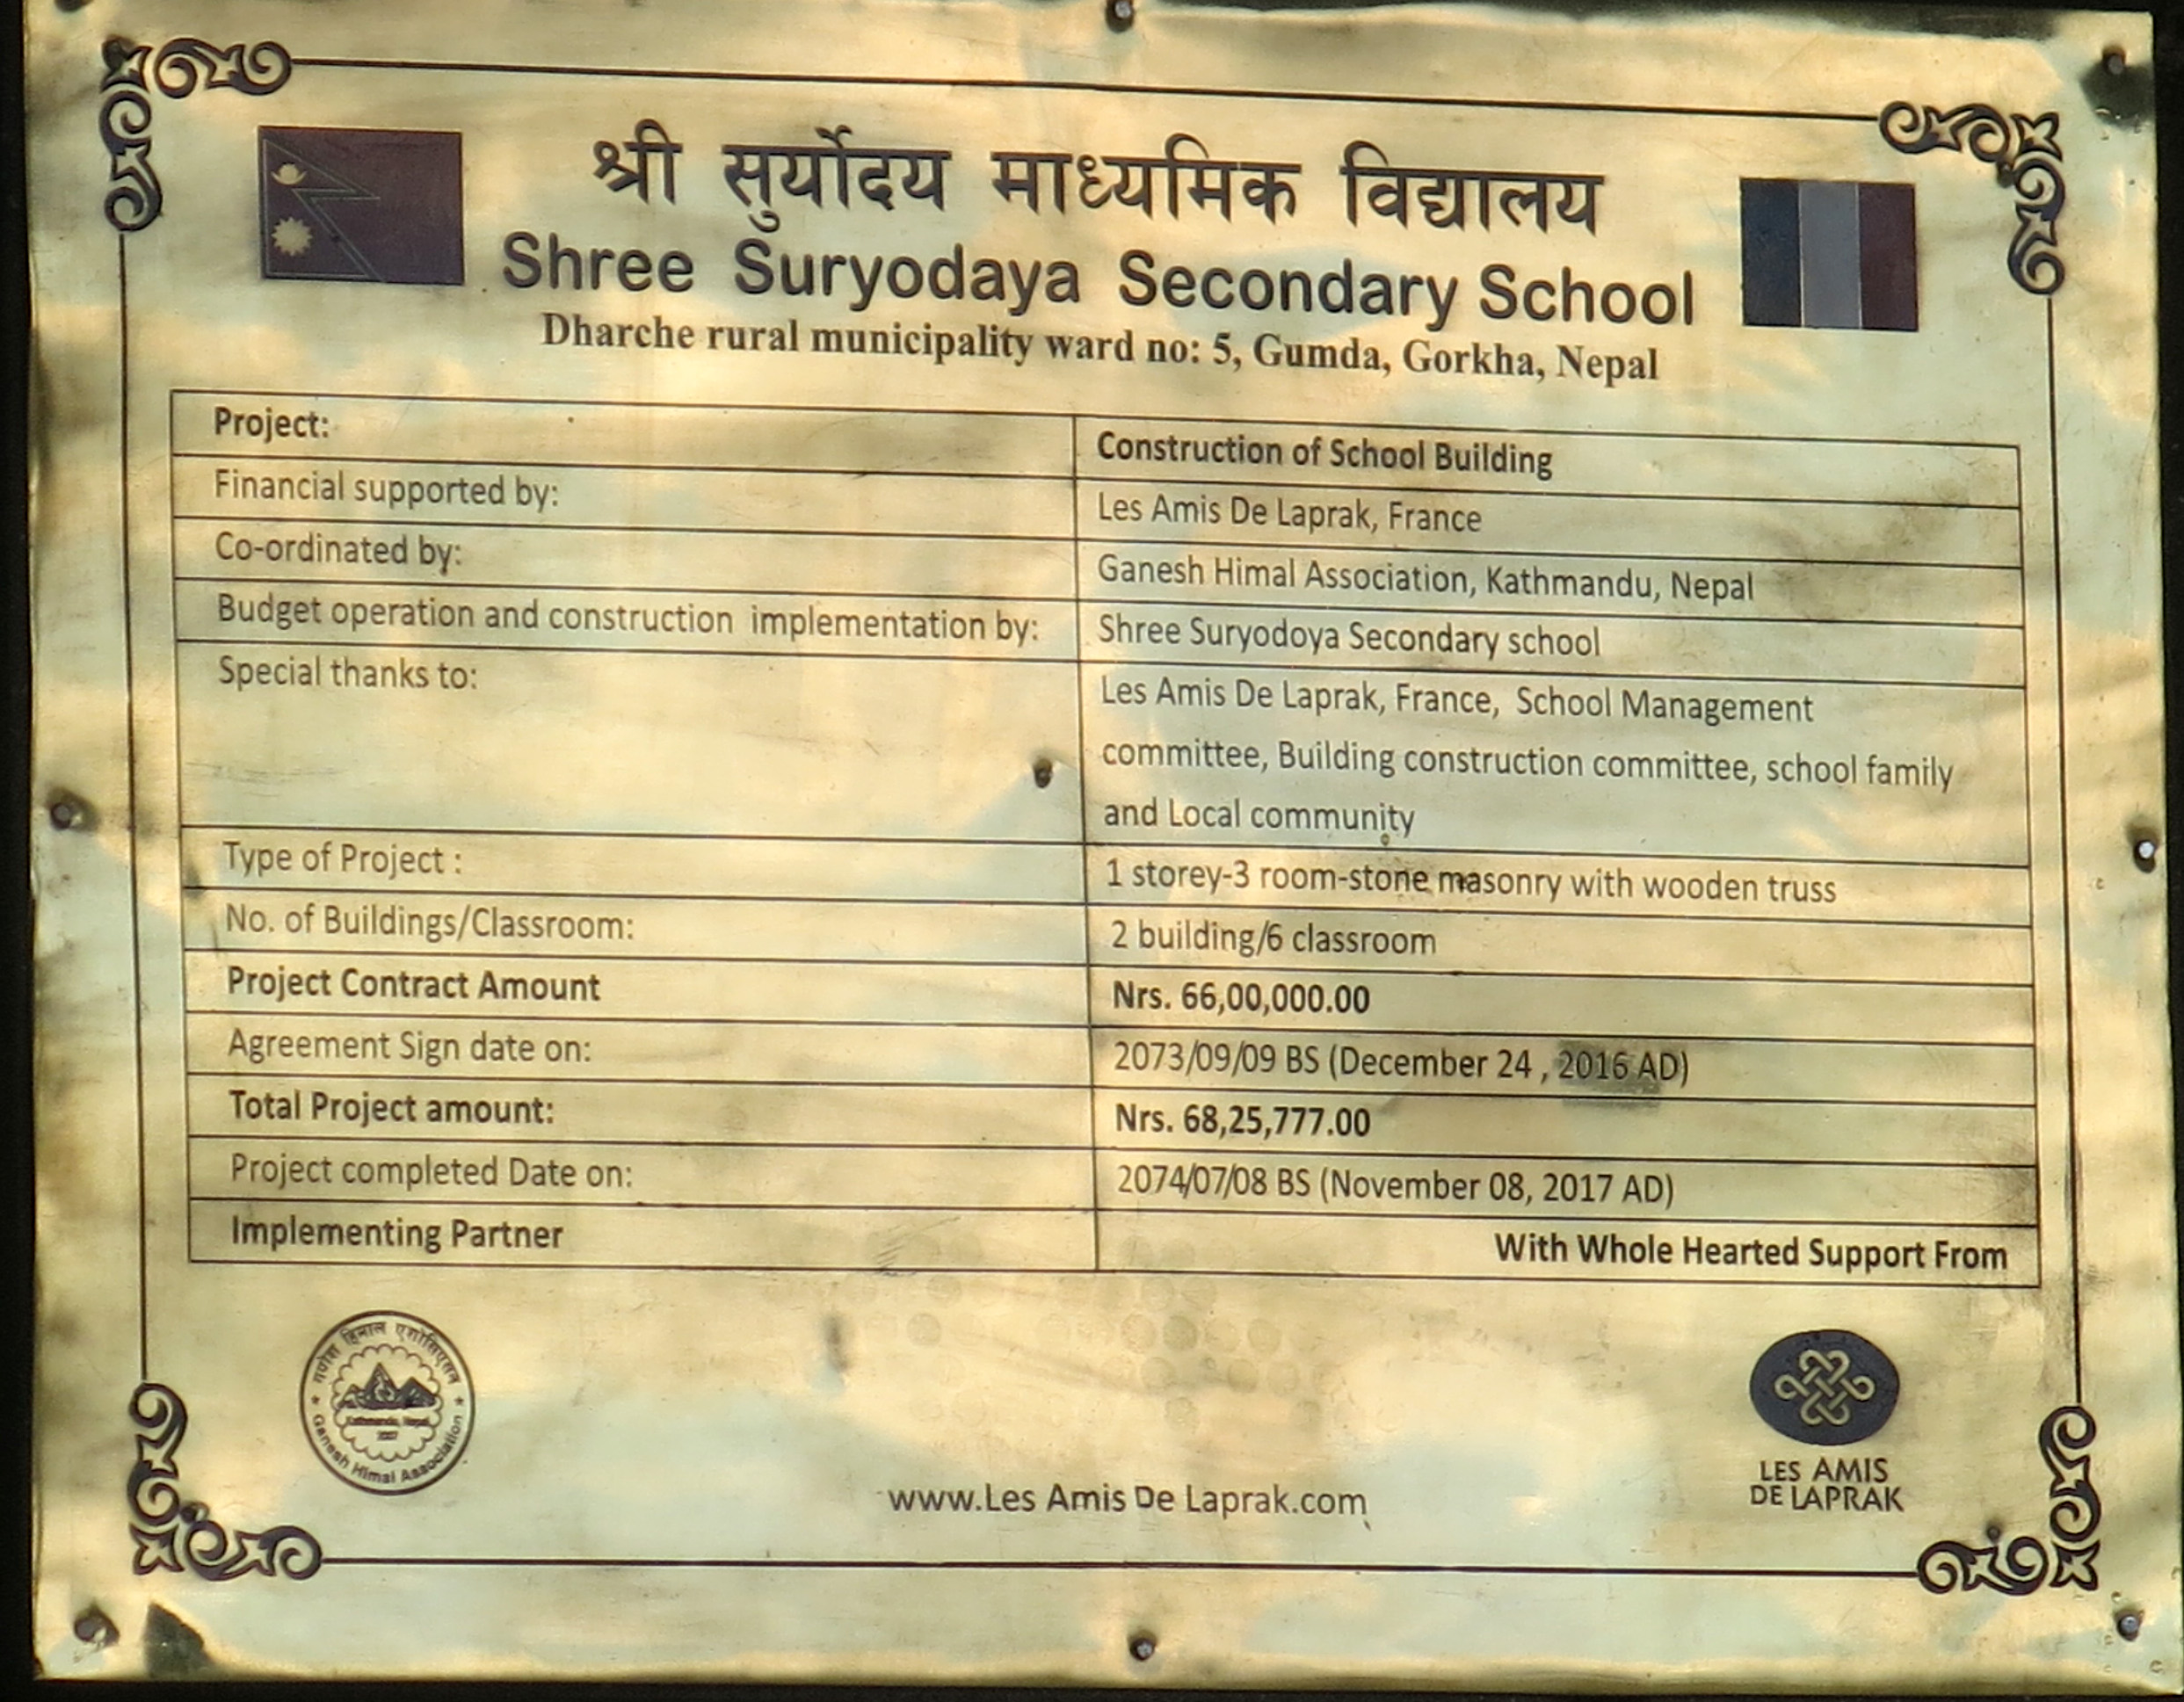 श्री सुर्योदय माध्यमिक विद्यालय
Shree Suryodaya Secondary School
Dharche rural municipality ward no: 5, Gumda, Gorkha, Nepal
Project: Construction of School Building
Financial supported by: Les Amis De Laprak, France
Co-ordinated by: Ganesh Himal Association, Kathmandu, Nepal
Budget operation and construction implementation by: Shree Suryodoya Secondary school
Special thanks to: Les Amis De Laprak, France, School Management
committee, Building construction committee, school family
and Local community
Type of Project : 1 storey-3 room-stone masonry with wooden truss
No. of Buildings/Classroom: 2 building/6 classroom
Project Contract Amount Nrs. 66,00,000.00
Agreement Sign date on: 2073/09/09 BS (December 24 , 2016 AD)
Total Project amount: Nrs. 68,25,777.00
Project completed Date on: 2074/07/08 BS (November 08, 2017 AD)
Implementing Partner With Whole Hearted Support From
गणेश हिमाल एसोसिएसन
Kathmandu, Nepal
Ganesh Himal Association
www.Les Amis De Laprak.com
LES AMIS
DE LAPRAK